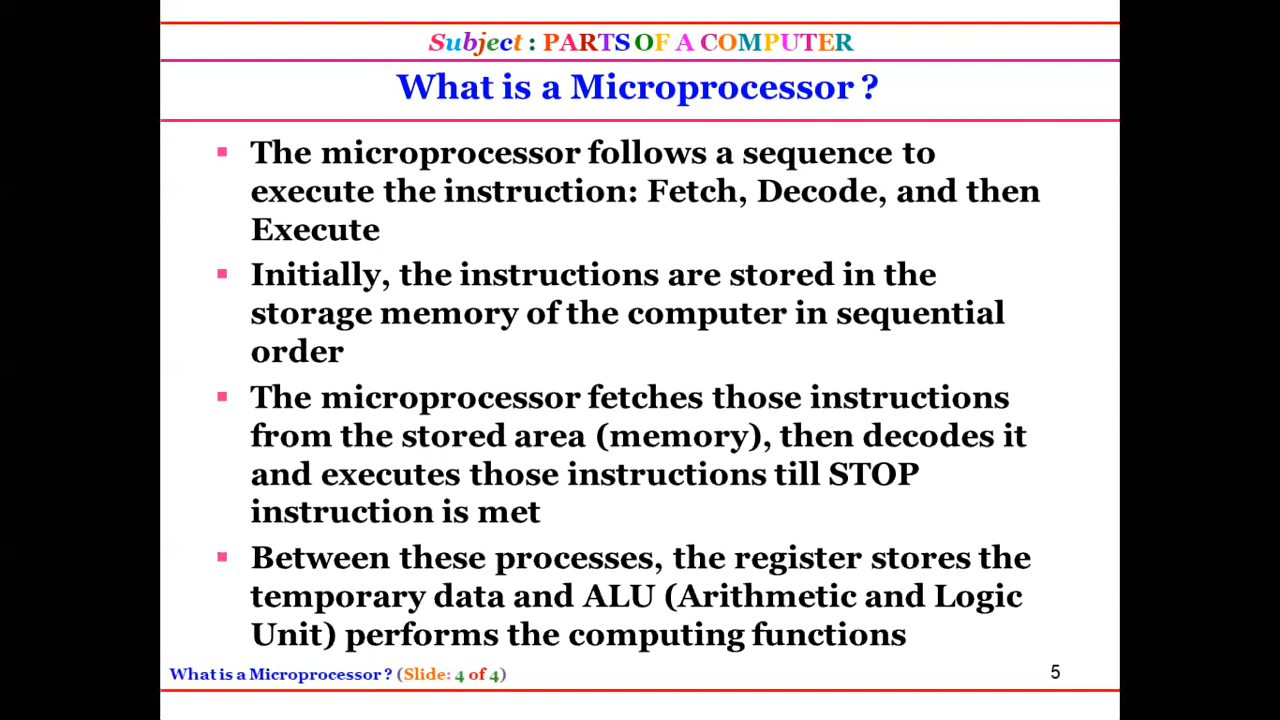 Subject : PARTS OF A COMPUTER
What is a Microprocessor ?
▪ The microprocessor follows a sequence to
execute the instruction: Fetch, Decode, and then
Execute
▪ Initially, the instructions are stored in the
storage memory of the computer in sequential
order
▪ The microprocessor fetches those instructions
from the stored area (memory), then decodes it
and executes those instructions till STOP
instruction is met
▪ Between these processes, the register stores the
temporary data and ALU (Arithmetic and Logic
Unit) performs the computing functions
What is a Microprocessor ? (Slide: 4 of 4)
5